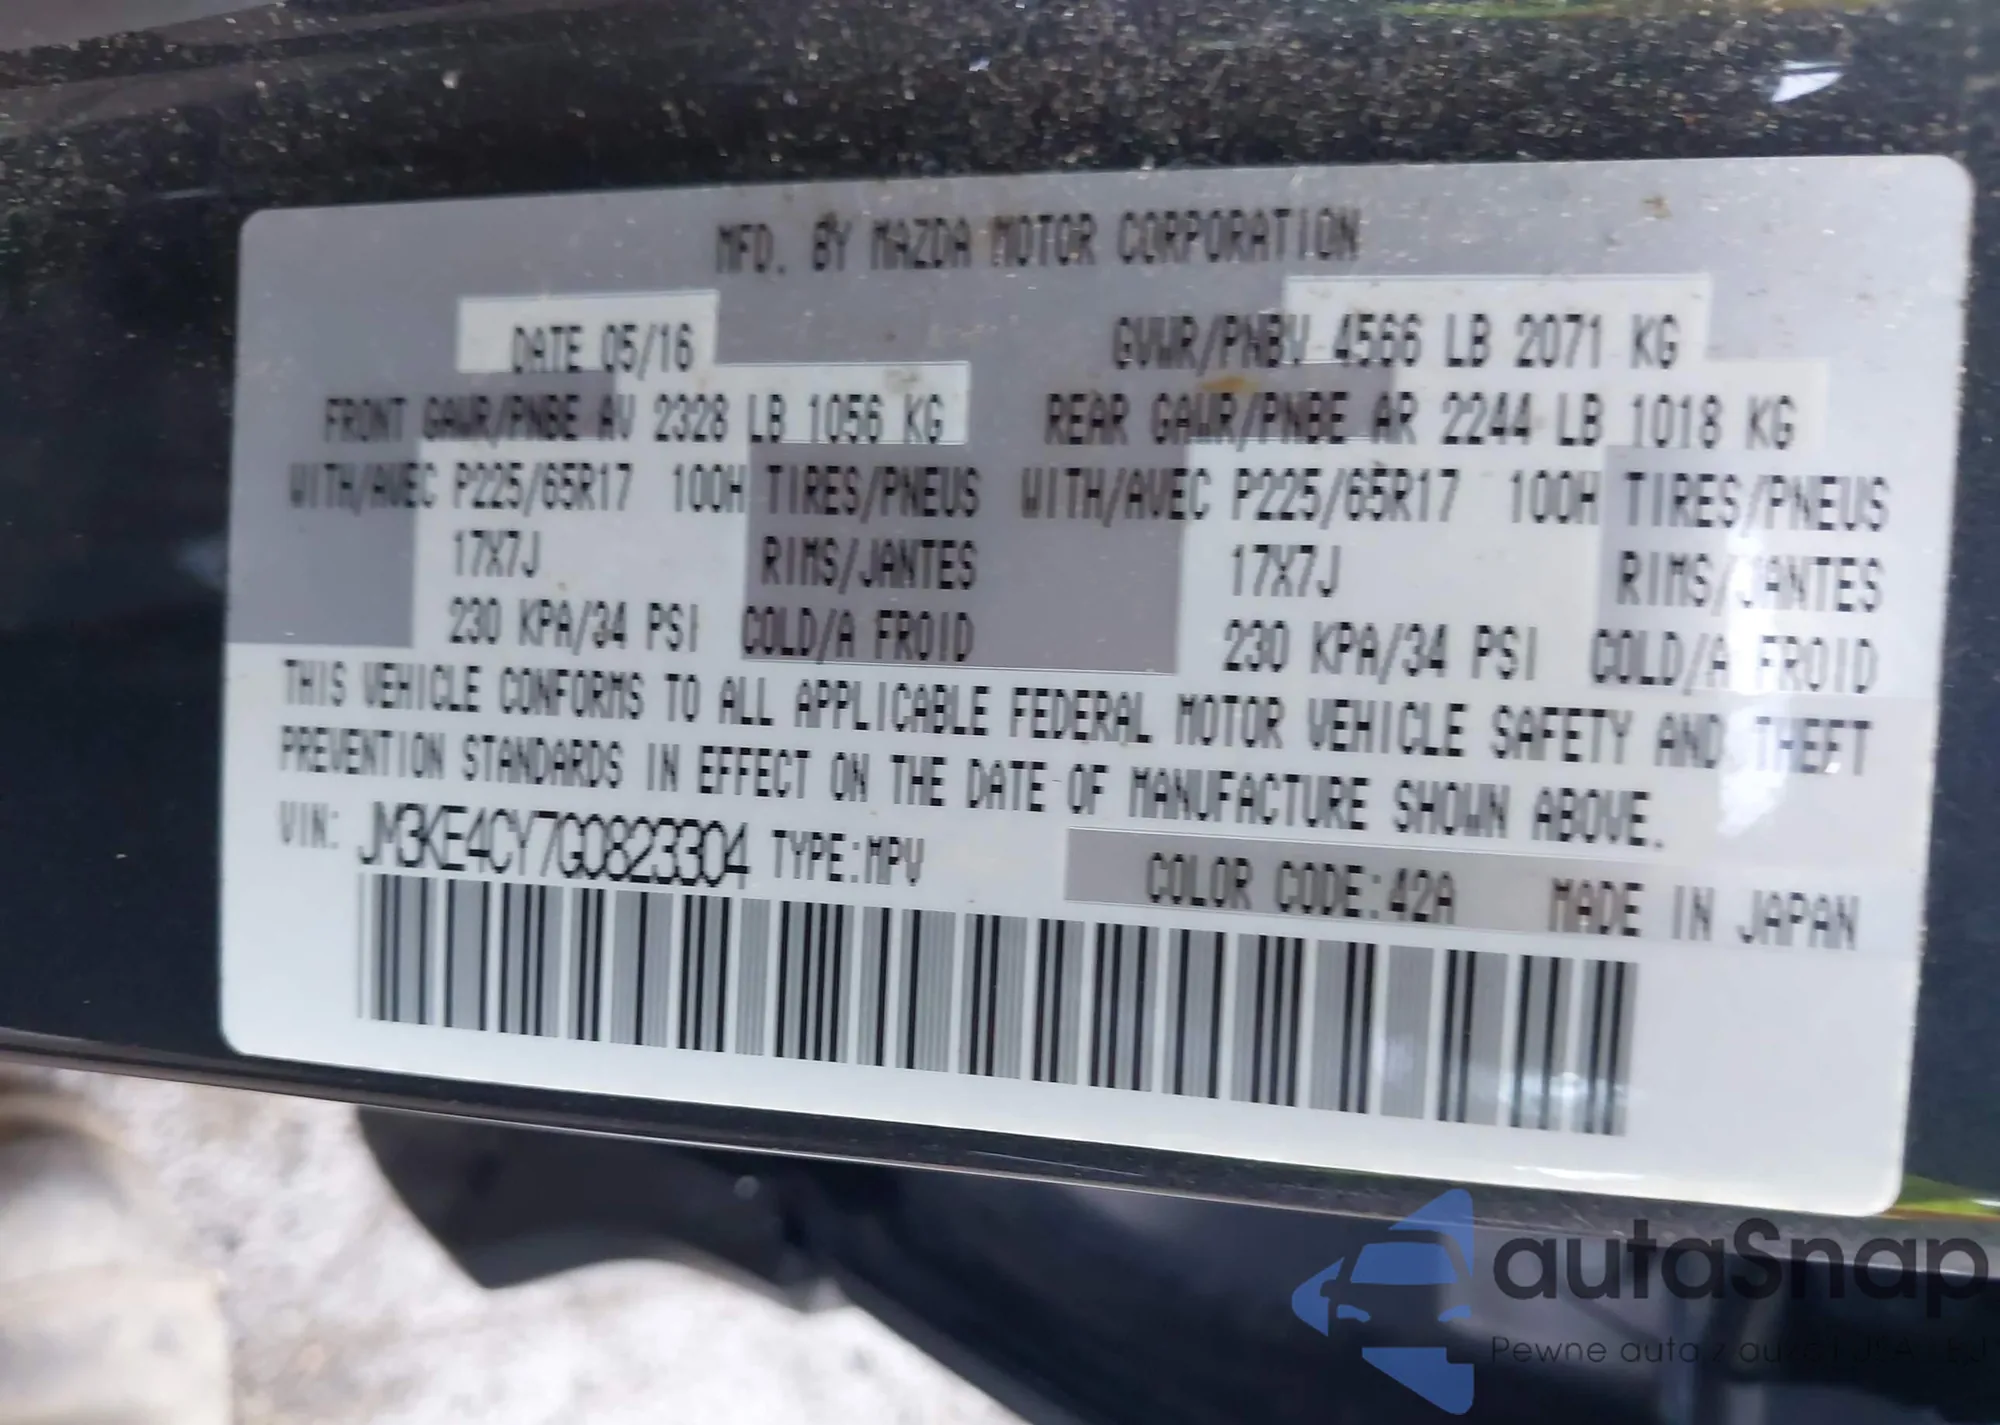 MFD. BY MAZDA MOTOR CORPORATION
DATE 05/16 GVWR/PNBV 4566 LB 2071 KG
FRONT GAWR/PNBE AV 2328 LB 1056 KG REAR GAWR/PNBE AR 2244 LB 1018 KG
WITH/AVEC P225/65R17 100H TIRES/PNEUS WITH/AVEC P225/65R17 100H TIRES/PNEUS
17X7J RIMS/JANTES 17X7J RIMS/JANTES
230 KPA/34 PSI COLD/A FROID 230 KPA/34 PSI COLD/A FROID
THIS VEHICLE CONFORMS TO ALL APPLICABLE FEDERAL MOTOR VEHICLE SAFETY AND THEFT
PREVENTION STANDARDS IN EFFECT ON THE DATE OF MANUFACTURE SHOWN ABOVE.
VIN: JM3KE4CY7G0823304 TYPE:MPV COLOR CODE:42A MADE IN JAPAN
autaSnap
Pewne auta z